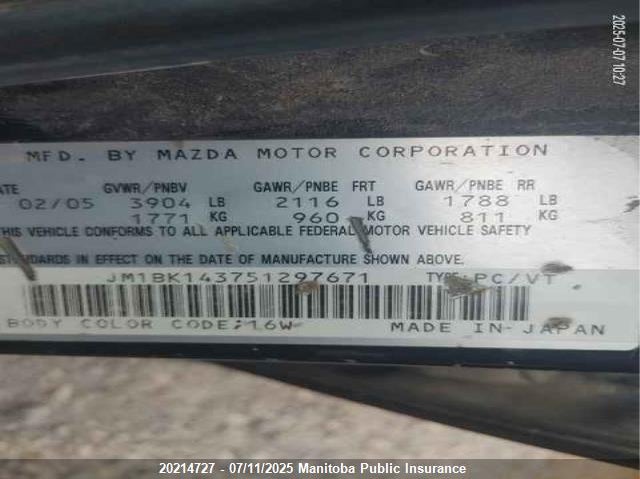 2025-07-07 10:27
MFD. BY MAZDA MOTOR CORPORATION
ATE GVWR/PNBV GAWR/PNBE FRT GAWR/PNBE RR
02/05 3904 LB 2116 LB 1788 LB
1771 KG 960 KG 811 KG
THIS VEHICLE CONFORMS TO ALL APPLICABLE FEDERAL MOTOR VEHICLE SAFETY
STANDARDS IN EFFECT ON THE DATE OF MANUFACTURE SHOWN ABOVE.
JM1BK143751297671 TYPE:PC/VT
BODY COLOR CODE:16W MADE IN JAPAN
20214727 - 07/11/2025 Manitoba Public Insurance